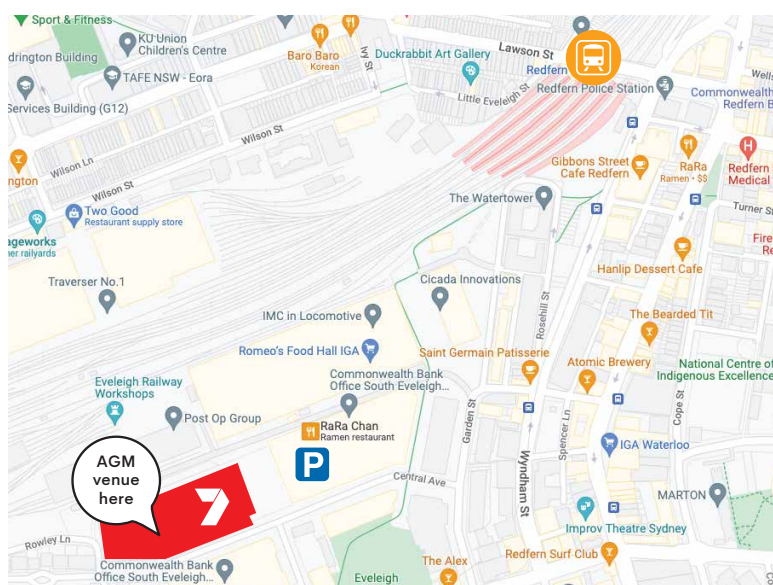 Sport & Fitness
KU Union
Children's Centre
drington Building
TAFE NSW - Eora
Services Building (G12)
Baro Baro
Korean
Ivy St
Duckrabbit Art Gallery
Lawson St
Redfern
Redfern Police Station
Little Eveleigh St
Commonwealth
Redfern B
Wells
Wilson St
Wilson Ln
ington
Wilson St
Two Good
Restaurant supply store
ageworks
ner railyards
Traverser No.1
The Watertower
Gibbons Street
Cafe Redfern
RaRa
Ramen • $$
Redfern
Medical
Turner St
Fire
Re
Hanlip Dessert Cafe
Cicada Innovations
IMC in Locomotive
Rosehill St
The Bearded Tit
Romeo's Food Hall IGA
Saint Germain Patisserie
Atomic Brewery
National Centre of
Indigenous Excellence
Commonwealth Bank
Office South Eveleigh...
Eveleigh Railway
Workshops
Post Op Group
RaRa Chan
Ramen restaurant
P
Garden St
Spencer Ln
Cope St
IGA Waterloo
Wyndham St
AGM
venue
here
7
Central Ave
MARTON
Improv Theatre Sydney
Rowley Ln
Commonwealth Bank
Office South Eveleigh...
The Alex
Redfern Surf Club
Eveleigh
H